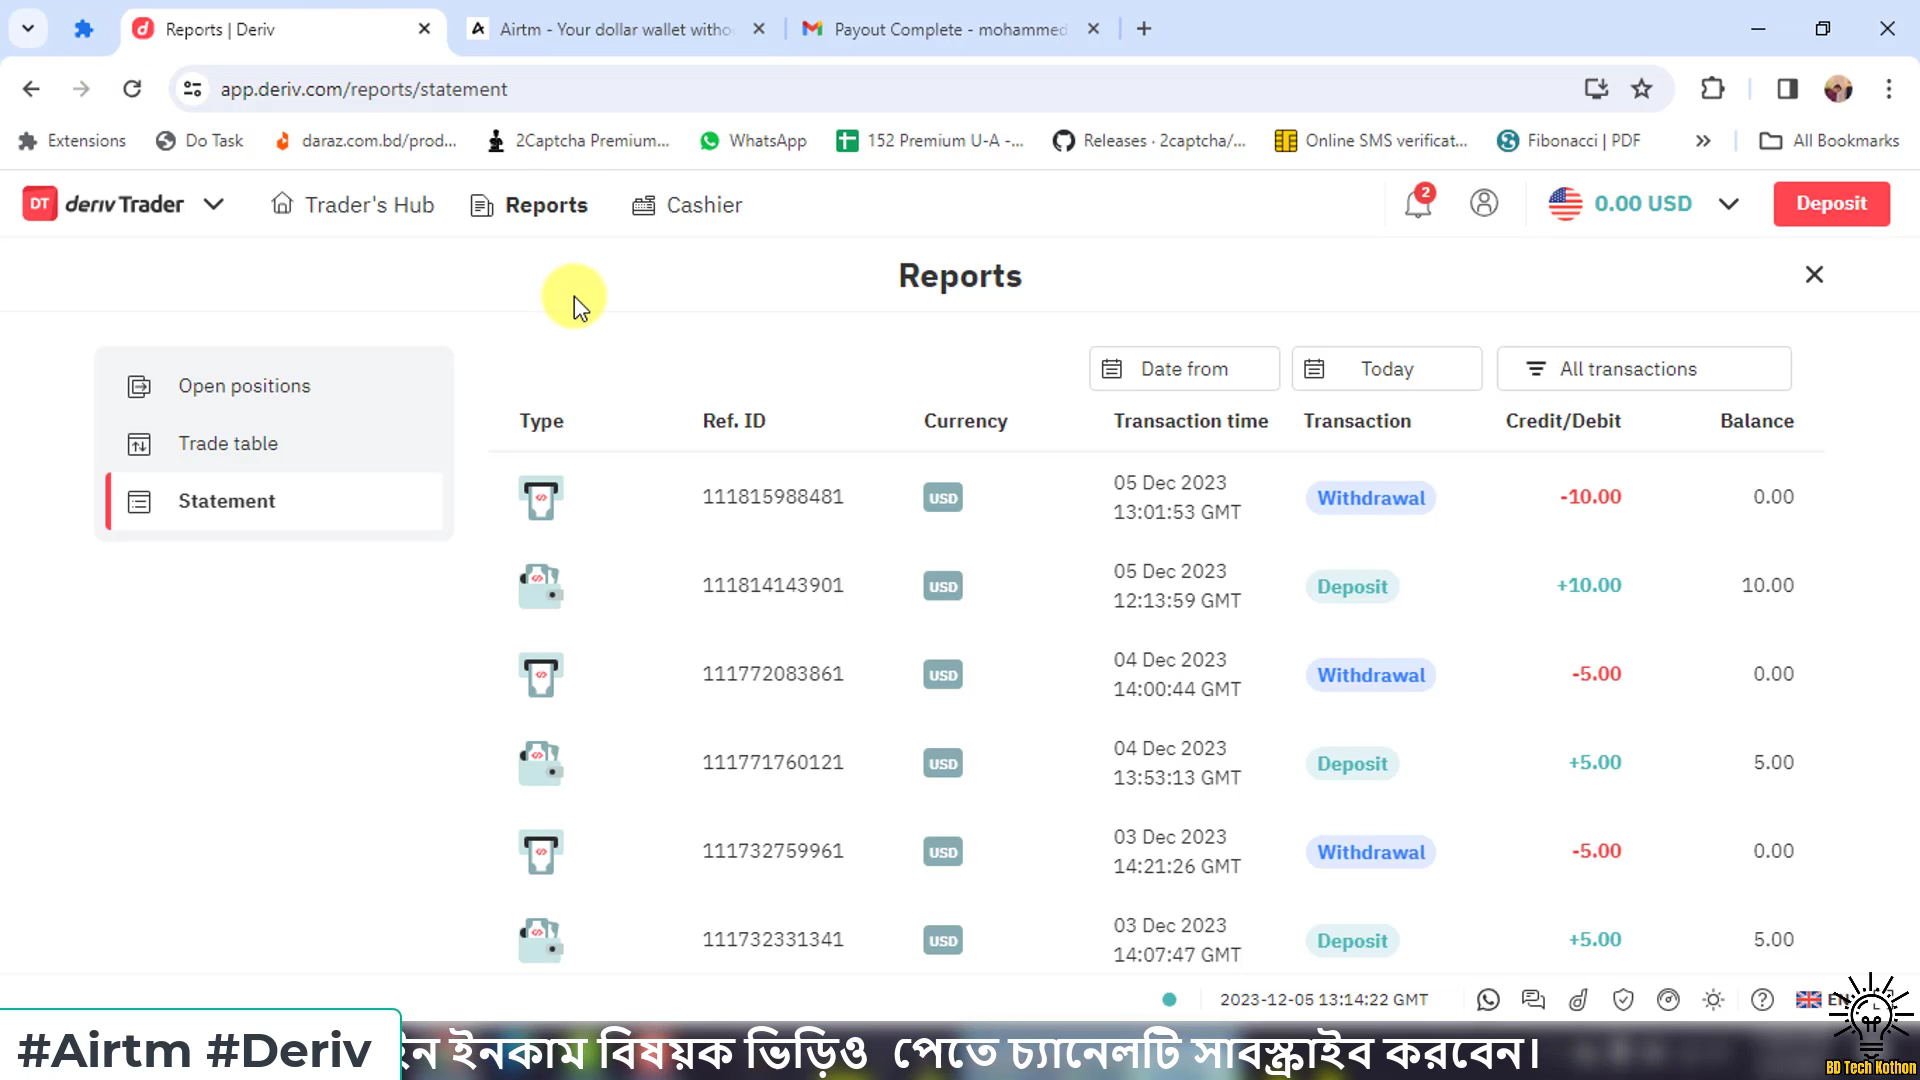 Reports | Deriv
Airtm - Your dollar wallet witho
Payout Complete - mohammed
app.deriv.com/reports/statement
Extensions
Do Task
daraz.com.bd/prod...
2Captcha Premium...
WhatsApp
152 Premium U-A -...
Releases · 2captcha/...
Online SMS verificat...
Fibonacci | PDF
All Bookmarks
DT deriv Trader
Trader's Hub
Reports
Cashier
2
0.00 USD
Deposit
Reports
Open positions
Trade table
Statement
Date from
Today
All transactions
Type Ref. ID Currency Transaction time Transaction Credit/Debit Balance
111815988481 USD 05 Dec 2023 13:01:53 GMT Withdrawal -10.00 0.00
111814143901 USD 05 Dec 2023 12:13:59 GMT Deposit +10.00 10.00
111772083861 USD 04 Dec 2023 14:00:44 GMT Withdrawal -5.00 0.00
111771760121 USD 04 Dec 2023 13:53:13 GMT Deposit +5.00 5.00
111732759961 USD 03 Dec 2023 14:21:26 GMT Withdrawal -5.00 0.00
111732331341 USD 03 Dec 2023 14:07:47 GMT Deposit +5.00 5.00
2023-12-05 13:14:22 GMT
EN
#Airtm #Deriv
ইনকাম বিষয়ক ভিডিও পেতে চ্যানেলটি সাবস্ক্রাইব করবেন।
BD Tech Kothon